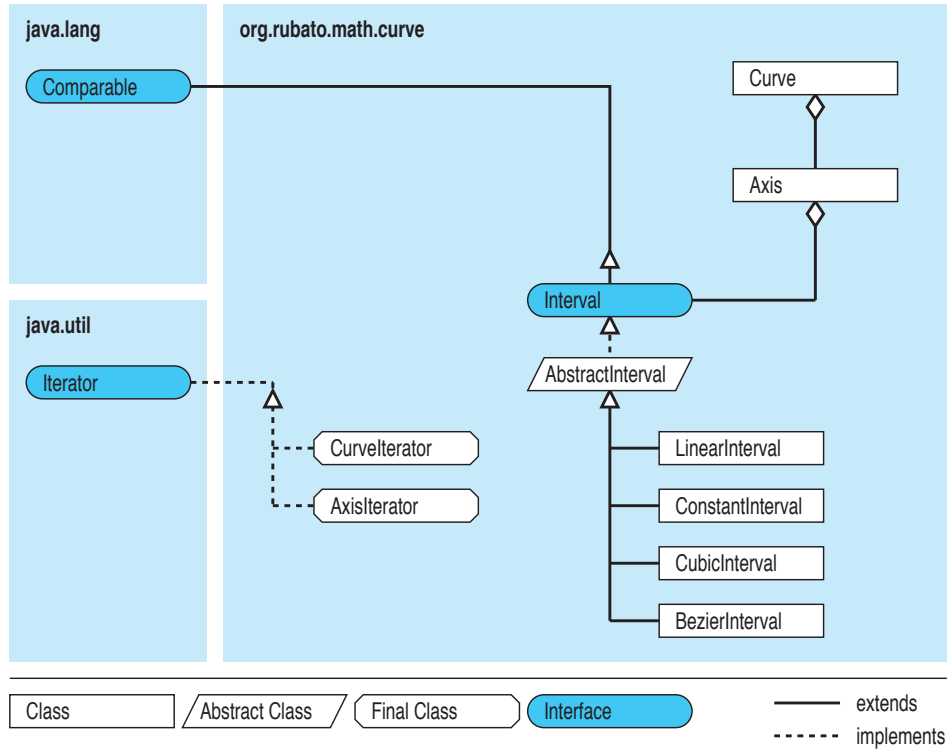 java.lang
Comparable
java.util
Iterator
org.rubato.math.curve
Curve
Axis
Interval
AbstractInterval
CurveIterator
AxisIterator
LinearInterval
ConstantInterval
CubicInterval
BezierInterval
Class
Abstract Class
Final Class
Interface
extends
implements